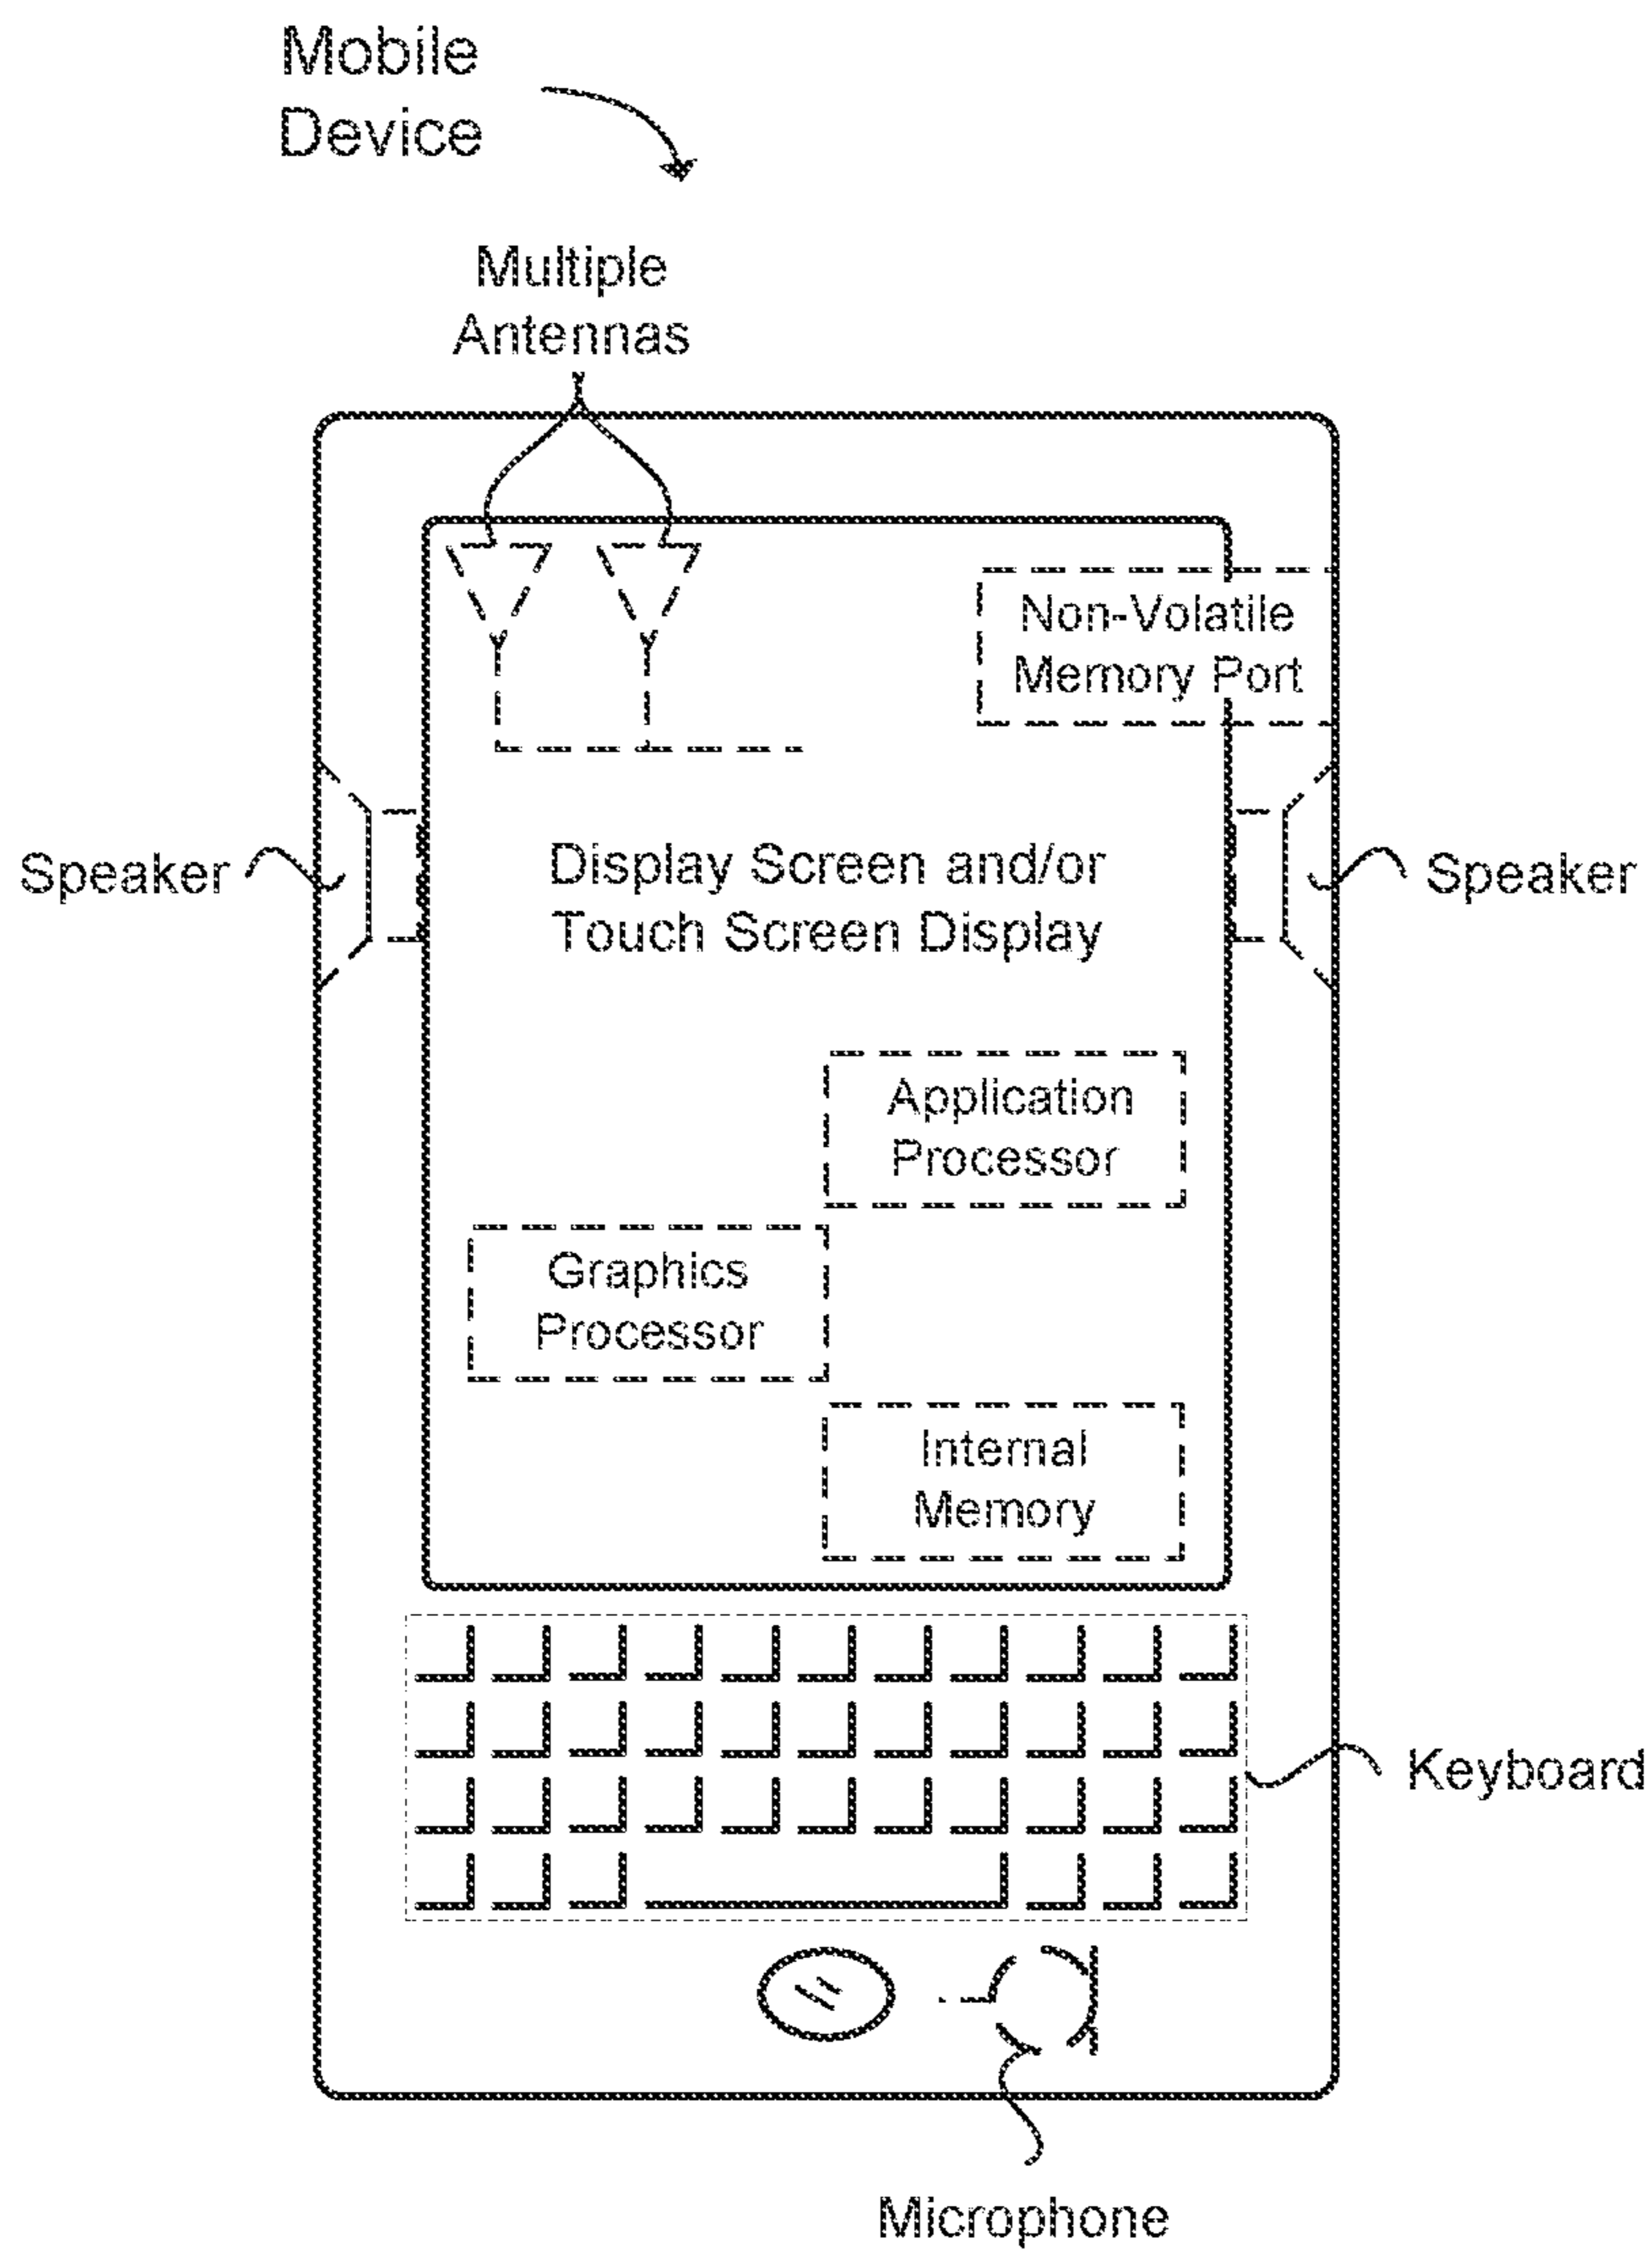 Mobile
Device
Multiple
Antennas
Non-Volatile
Memory Port
Speaker
Display Screen and/or
Touch Screen Display
Speaker
Application
Processor
Graphics
Processor
Internal
Memory
Keyboard
Microphone